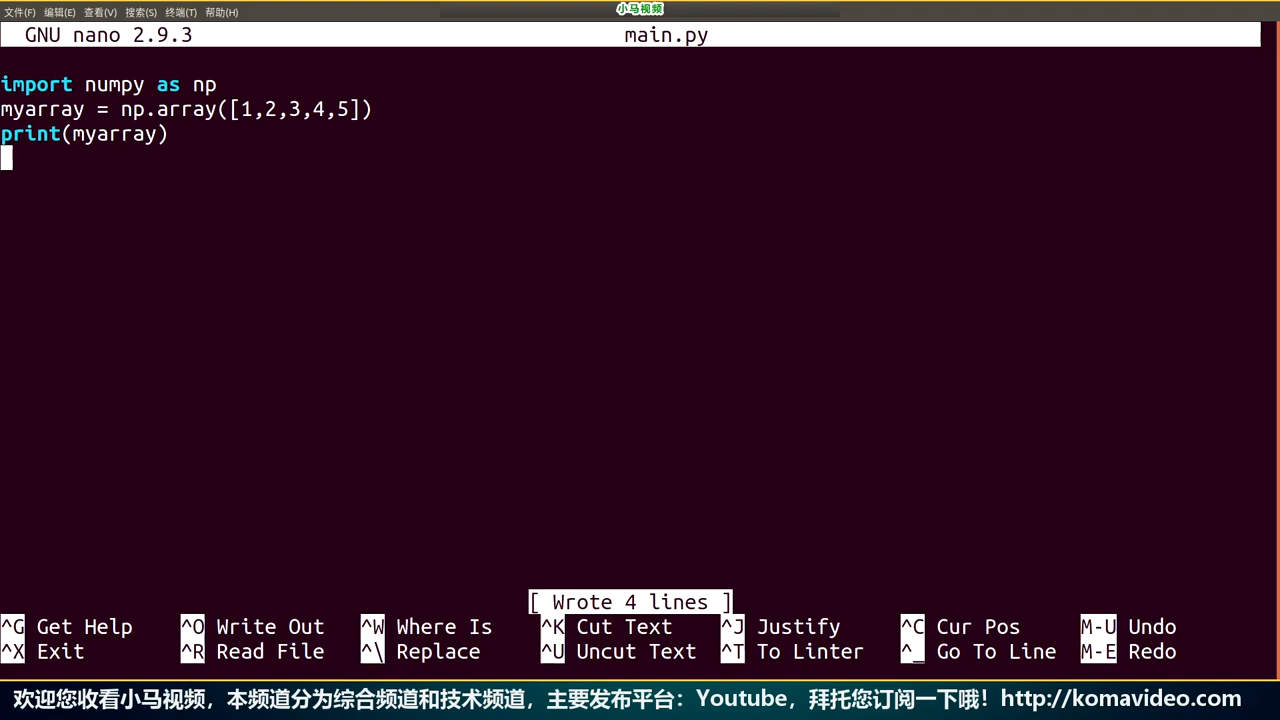 小马视频
文件(F) 编辑(E) 查看(V) 搜索(S) 终端(T) 帮助(H)
GNU nano 2.9.3 main.py
import numpy as np
myarray = np.array([1,2,3,4,5])
print(myarray)
[ Wrote 4 lines ]
^G Get Help ^O Write Out ^W Where Is ^K Cut Text ^J Justify ^C Cur Pos M-U Undo
^X Exit ^R Read File ^\ Replace ^U Uncut Text ^T To Linter ^_ Go To Line M-E Redo
欢迎您收看小马视频，本频道分为综合频道和技术频道，主要发布平台：Youtube，拜托您订阅一下哦！http://komavideo.com